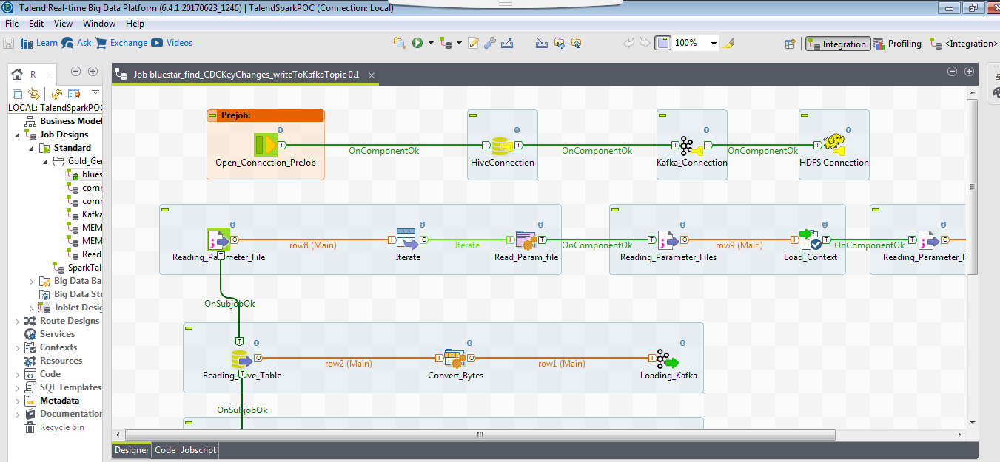 Talend Real-time Big Data Platform (6.4.1.20170623_1246) | TalendSparkPOC (Connection: Local)
File Edit View Window Help
Learn Ask Exchange Videos 100% Integration Profiling <Integration>
R
Job bluestar_find_CDCKeyChanges_writeToKafkaTopic 0.1
LOCAL: TalendSparkPOC
Business Model
Job Designs
Standard
Gold_Gen
blues
comr
comr
Kafka
MEM
MEM
Read
SparkTal
Big Data Ba
Big Data Str
Joblet Desig
Route Designs
Services
Contexts
Resources
Code
SQL Templates
Metadata
Documentation
Recycle bin
Prejob:
T OnComponentOk T T OnComponentOk T T OnComponentOk T
Open_Connection_PreJob HiveConnection Kafka_Connection HDFS Connection
O row8 (Main) I O Iterate I T OnComponentOk T O row9 (Main) I T OnComponentOk T O
Reading_Parameter_File Iterate Read_Param_file Reading_Parameter_Files Load_Context Reading_Parameter_F
T
OnSubjobOk
T
O row2 (Main) I O row1 (Main) I
Reading_Hive_Table Convert_Bytes Loading_Kafka
T
OnSubjobOk
Designer Code Jobscript